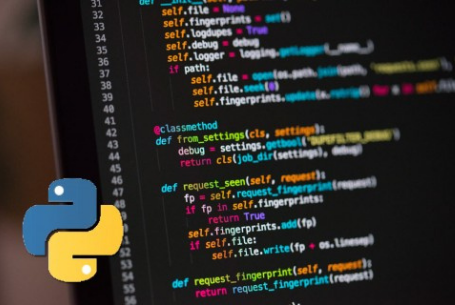 31 def __init__(self,
32 self.file = None
33 self.fingerprints = set()
34 self.logdupes = True
35 self.debug = debug
36 self.logger = logging.getLogger(__name__)
37 if path:
38 self.file = open(os.path.join(path, 'requests.seen'),
39 self.file.seek(0)
40 self.fingerprints.update(x.rstrip() for x in self.file
41
42 @classmethod
43 def from_settings(cls, settings):
44 debug = settings.getbool('DUPEFILTER_DEBUG')
45 return cls(job_dir(settings), debug)
46
47 def request_seen(self, request):
48 fp = self.request_fingerprint(request)
49 if fp in self.fingerprints:
50 return True
51 self.fingerprints.add(fp)
52 if self.file:
53 self.file.write(fp + os.linesep)
54
55 def request_fingerprint(self, request):
56 return request_fingerprint(request)